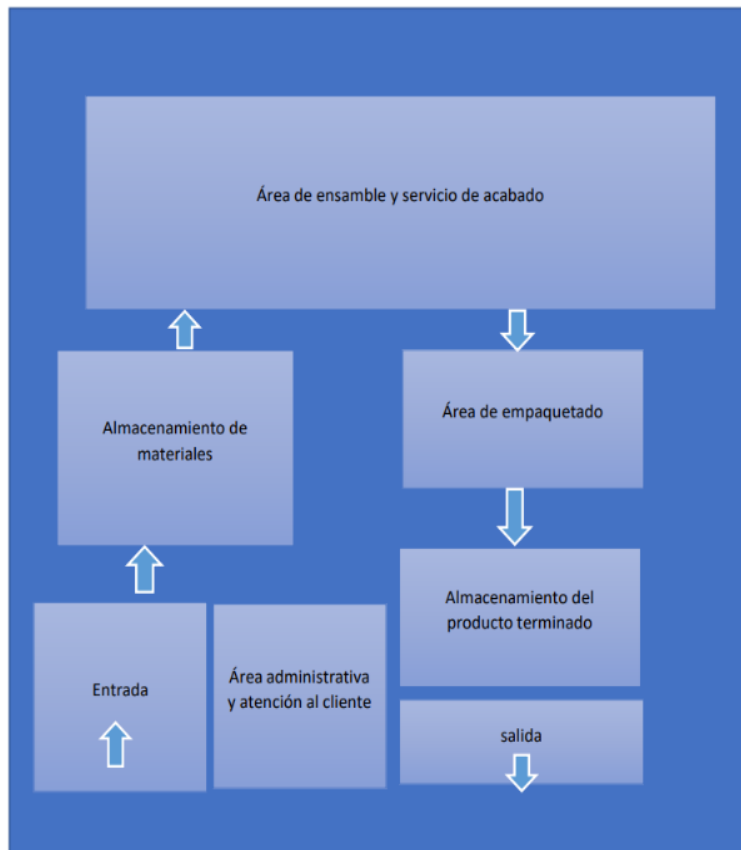 Área de ensamble y servicio de acabado
Almacenamiento de
materiales
Área de empaquetado
Almacenamiento del
producto terminado
Entrada
Área administrativa
y atención al cliente
salida